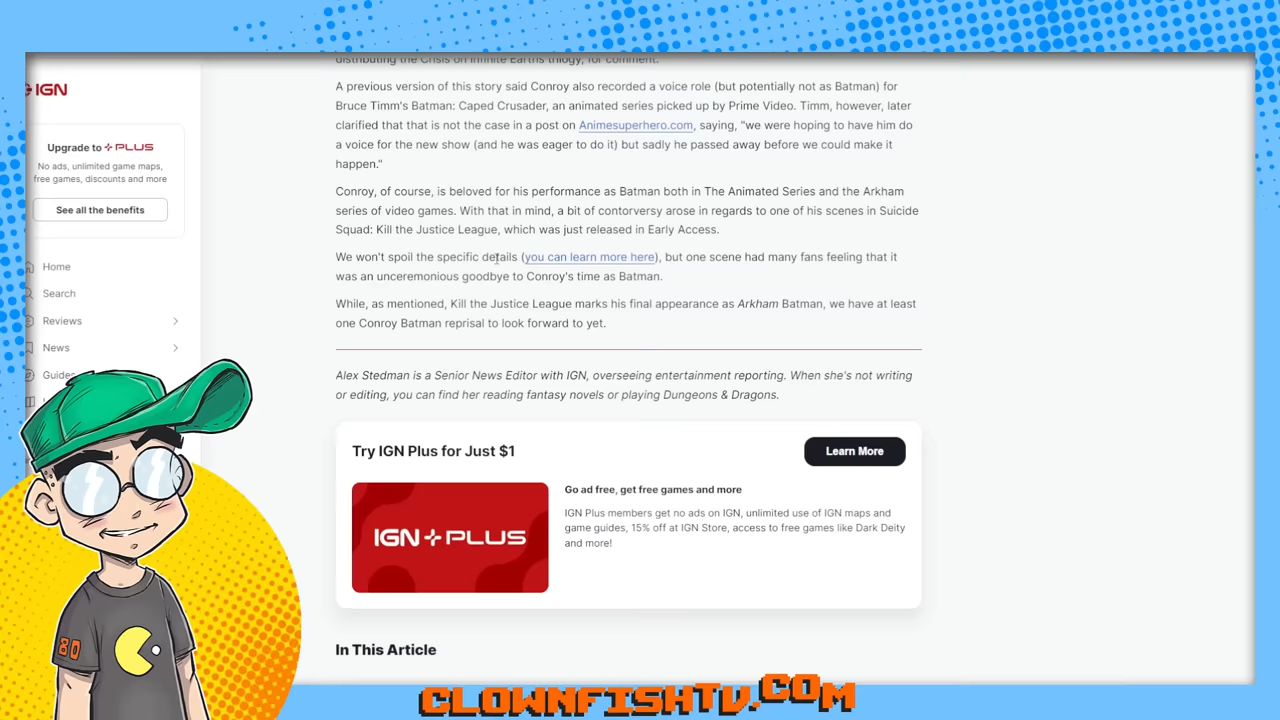 IGN
Upgrade to PLUS
No ads, unlimited game maps,
free games, discounts and more
See all the benefits
Home
Search
Reviews
News
Guides
distributing the Crisis on Infinite Earths trilogy, for comment.
A previous version of this story said Conroy also recorded a voice role (but potentially not as Batman) for
Bruce Timm's Batman: Caped Crusader, an animated series picked up by Prime Video. Timm, however, later
clarified that that is not the case in a post on Animesuperhero.com, saying, "we were hoping to have him do
a voice for the new show (and he was eager to do it) but sadly he passed away before we could make it
happen."
Conroy, of course, is beloved for his performance as Batman both in The Animated Series and the Arkham
series of video games. With that in mind, a bit of contorversy arose in regards to one of his scenes in Suicide
Squad: Kill the Justice League, which was just released in Early Access.
We won't spoil the specific details (you can learn more here), but one scene had many fans feeling that it
was an unceremonious goodbye to Conroy's time as Batman.
While, as mentioned, Kill the Justice League marks his final appearance as Arkham Batman, we have at least
one Conroy Batman reprisal to look forward to yet.
Alex Stedman is a Senior News Editor with IGN, overseeing entertainment reporting. When she's not writing
or editing, you can find her reading fantasy novels or playing Dungeons & Dragons.
Try IGN Plus for Just $1
Learn More
IGN PLUS
Go ad free, get free games and more
IGN Plus members get no ads on IGN, unlimited use of IGN maps and
game guides, 15% off at IGN Store, access to free games like Dark Deity
and more!
In This Article
80
CLOWNFISHTV.COM